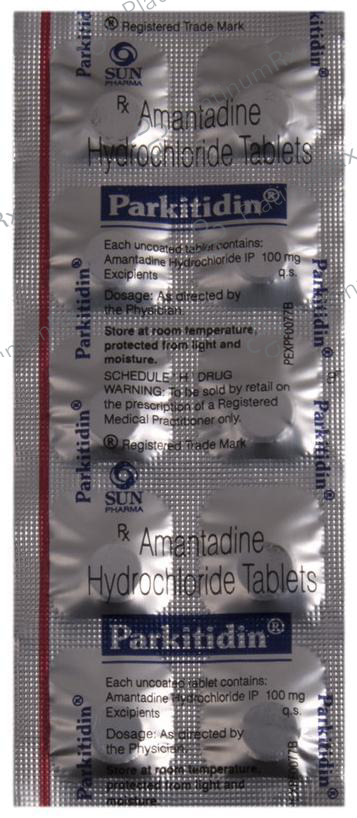 ® Registered Trade Mark
SUN
PHARMA
Rx Amantadine
Hydrochloride Tablets
Parkitidin®
Each uncoated tablet contains:
Amantadine Hydrochloride IP 100 mg
Excipients q.s.
Dosage: As directed by
the Physician.
Store at room temperature,
protected from light and
moisture.
SCHEDULE 'H' DRUG
WARNING: To be sold by retail on
the prescription of a Registered
Medical Practitioner only.
PEXPF0077B
® Registered Trade Mark
SUN
PHARMA
Rx Amantadine
Hydrochloride Tablets
Parkitidin®
Each uncoated tablet contains:
Amantadine Hydrochloride IP 100 mg
Excipients q.s.
Dosage: As directed by
the Physician.
Store at room temperature,
protected from light and
moisture.
Parkitidin®
Parkitidin®
Parkitidin®
Parkitidin®
Parkitidin®
Parkitidin®